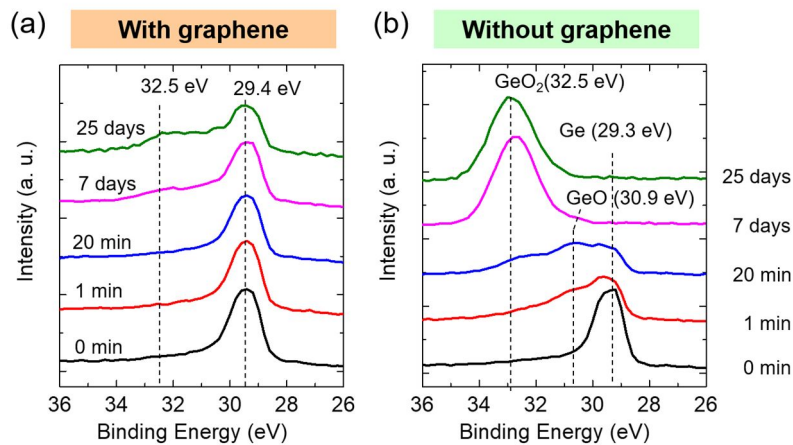 (a) With graphene
32.5 eV 29.4 eV
25 days
7 days
20 min
1 min
0 min
Intensity (a. u.)
36 34 32 30 28 26
Binding Energy (eV)
(b) Without graphene
GeO₂(32.5 eV)
Ge (29.3 eV)
GeO (30.9 eV)
25 days
7 days
20 min
1 min
0 min
Intensity (a. u.)
36 34 32 30 28 26
Binding Energy (eV)